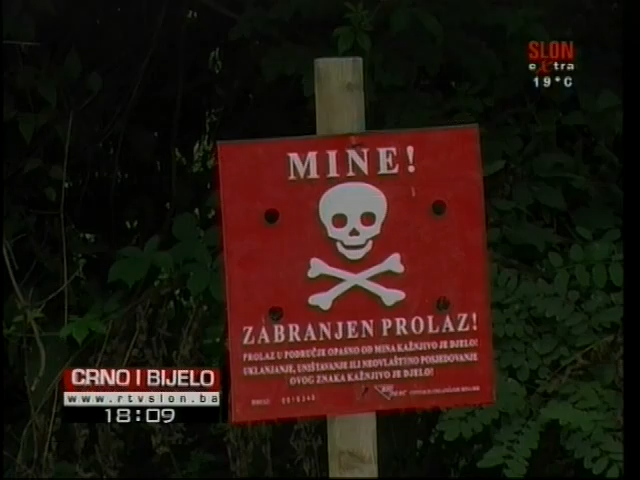 SLON
extra
19°C
MINE!
ZABRANJEN PROLAZ!
PROLAZ U PODRUČJE OPASNO OD MINA KAŽNJIVO JE DJELO!
UKLANJANJE, UNIŠTAVANJE ILI NEOVLAŠTENO POSJEDOVANJE
OVOG ZNAKA KAŽNJIVO JE DJELO!
CRNO I BIJELO
www.rtvslon.ba
18:09